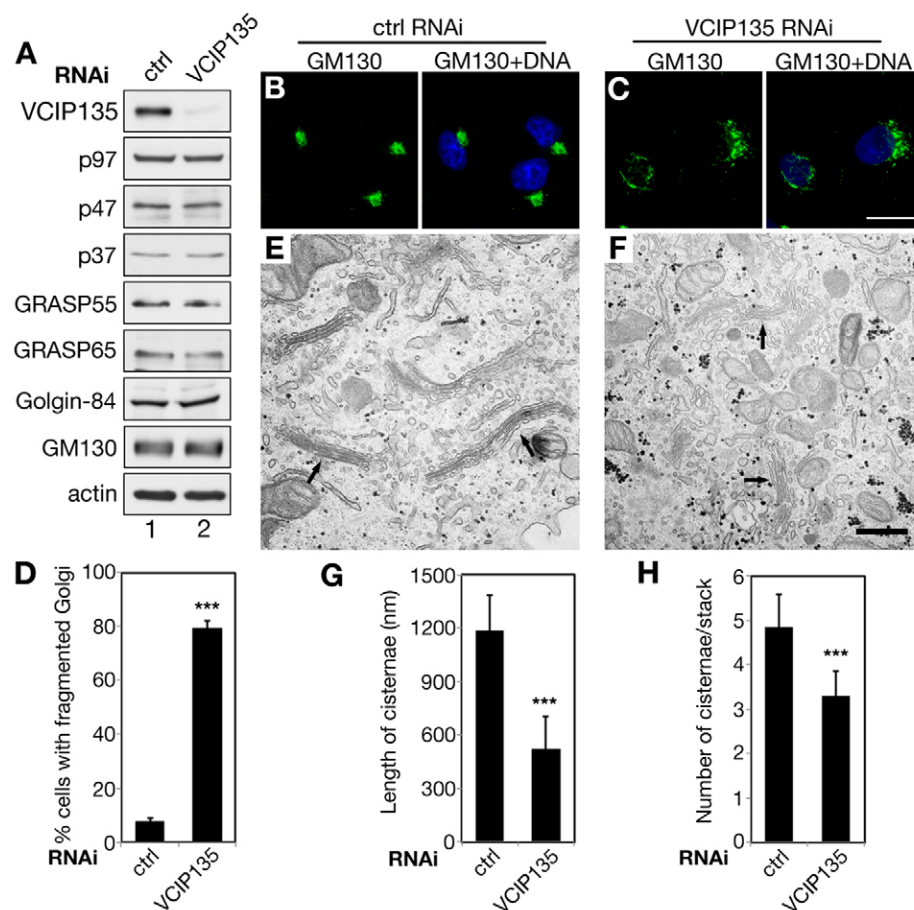 A
RNAi
ctrl
VCIP135
VCIP135
p97
p47
p37
GRASP55
GRASP65
Golgin-84
GM130
actin
1 2
ctrl RNAi
GM130 GM130+DNA
B
VCIP135 RNAi
GM130 GM130+DNA
C
E
F
D
% cells with fragmented Golgi
100
80
60
40
20
0
***
RNAi
ctrl
VCIP135
G
Length of cisternae (nm)
1500
1200
900
600
300
0
***
RNAi
ctrl
VCIP135
H
Number of cisternae/stack
6
5
4
3
2
1
0
***
RNAi
ctrl
VCIP135